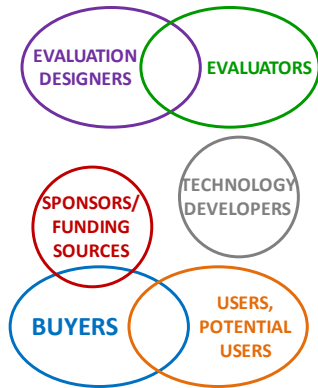 EVALUATION
DESIGNERS
EVALUATORS
TECHNOLOGY
DEVELOPERS
SPONSORS/
FUNDING
SOURCES
BUYERS
USERS,
POTENTIAL
USERS